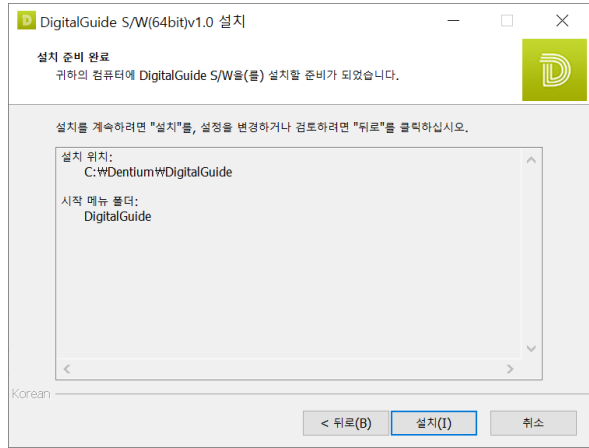 DigitalGuide S/W(64bit)v1.0 설치
설치 준비 완료
귀하의 컴퓨터에 DigitalGuide S/W을(를) 설치할 준비가 되었습니다.
설치를 계속하려면 "설치"를, 설정을 변경하거나 검토하려면 "뒤로"를 클릭하십시오.
설치 위치:
C:₩Dentium₩DigitalGuide
시작 메뉴 폴더:
DigitalGuide
Korean
< 뒤로(B)
설치(I)
취소